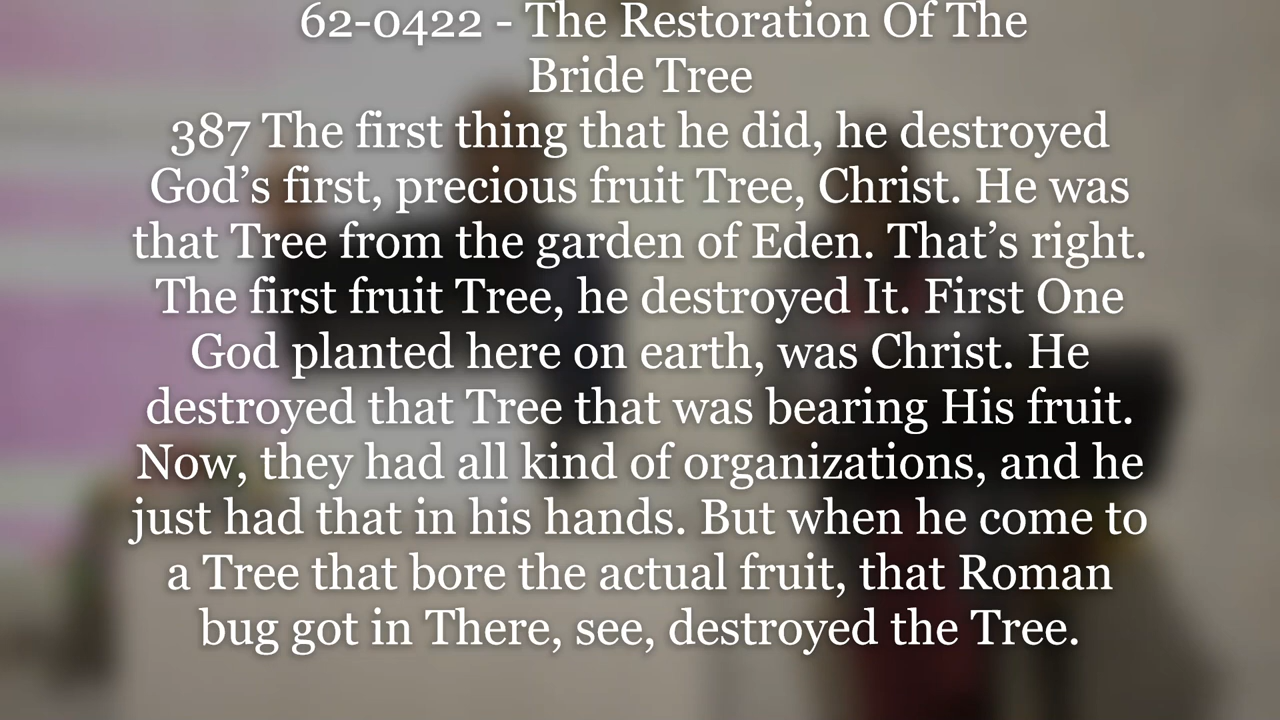 62-0422 - The Restoration Of The
Bride Tree
387 The first thing that he did, he destroyed
God’s first, precious fruit Tree, Christ. He was
that Tree from the garden of Eden. That’s right.
The first fruit Tree, he destroyed It. First One
God planted here on earth, was Christ. He
destroyed that Tree that was bearing His fruit.
Now, they had all kind of organizations, and he
just had that in his hands. But when he come to
a Tree that bore the actual fruit, that Roman
bug got in There, see, destroyed the Tree.